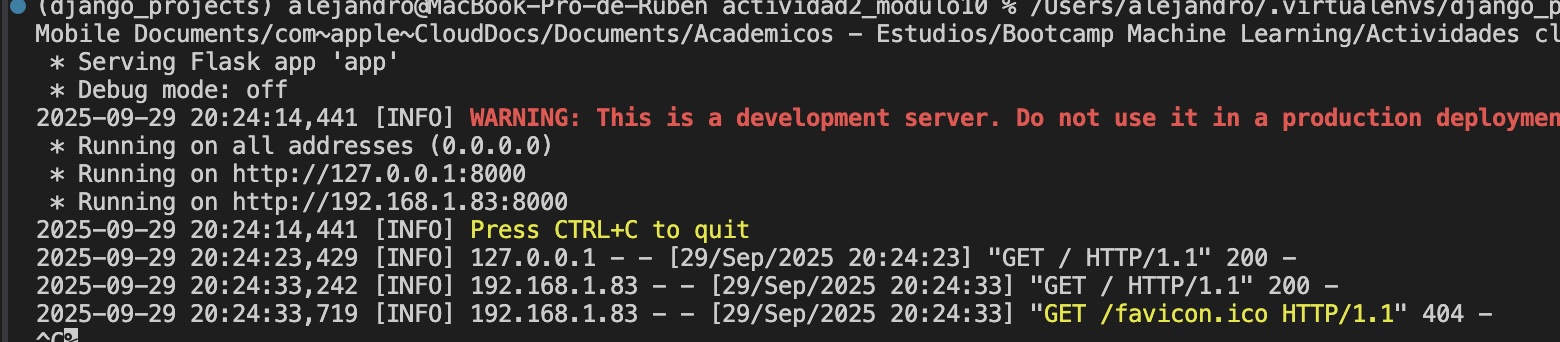 (django_projects) alejandro@MacBook-Pro-de-Ruben actividad2_modulo10 % /Users/alejandro/.virtualenvs/django_p
Mobile Documents/com~apple~CloudDocs/Documents/Academicos - Estudios/Bootcamp Machine Learning/Actividades cl
* Serving Flask app 'app'
* Debug mode: off
2025-09-29 20:24:14,441 [INFO] WARNING: This is a development server. Do not use it in a production deploymen
* Running on all addresses (0.0.0.0)
* Running on http://127.0.0.1:8000
* Running on http://192.168.1.83:8000
2025-09-29 20:24:14,441 [INFO] Press CTRL+C to quit
2025-09-29 20:24:23,429 [INFO] 127.0.0.1 - - [29/Sep/2025 20:24:23] "GET / HTTP/1.1" 200 -
2025-09-29 20:24:33,242 [INFO] 192.168.1.83 - - [29/Sep/2025 20:24:33] "GET / HTTP/1.1" 200 -
2025-09-29 20:24:33,719 [INFO] 192.168.1.83 - - [29/Sep/2025 20:24:33] "GET /favicon.ico HTTP/1.1" 404 -
^C%